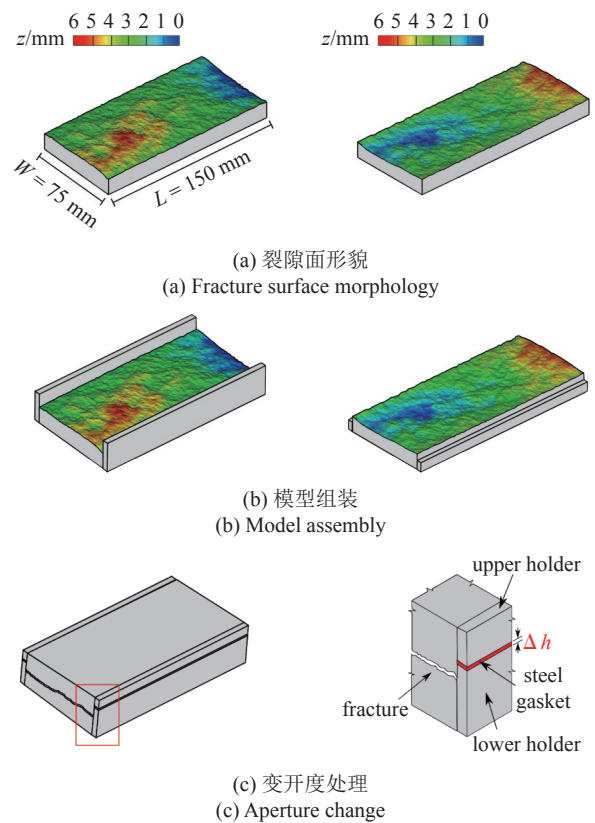 z/mm 6 5 4 3 2 1 0
z/mm 6 5 4 3 2 1 0
W = 75 mm
L = 150 mm
(a) 裂隙面形貌
(a) Fracture surface morphology
(b) 模型组装
(b) Model assembly
upper holder
Δh
steel
gasket
fracture
lower holder
(c) 变开度处理
(c) Aperture change